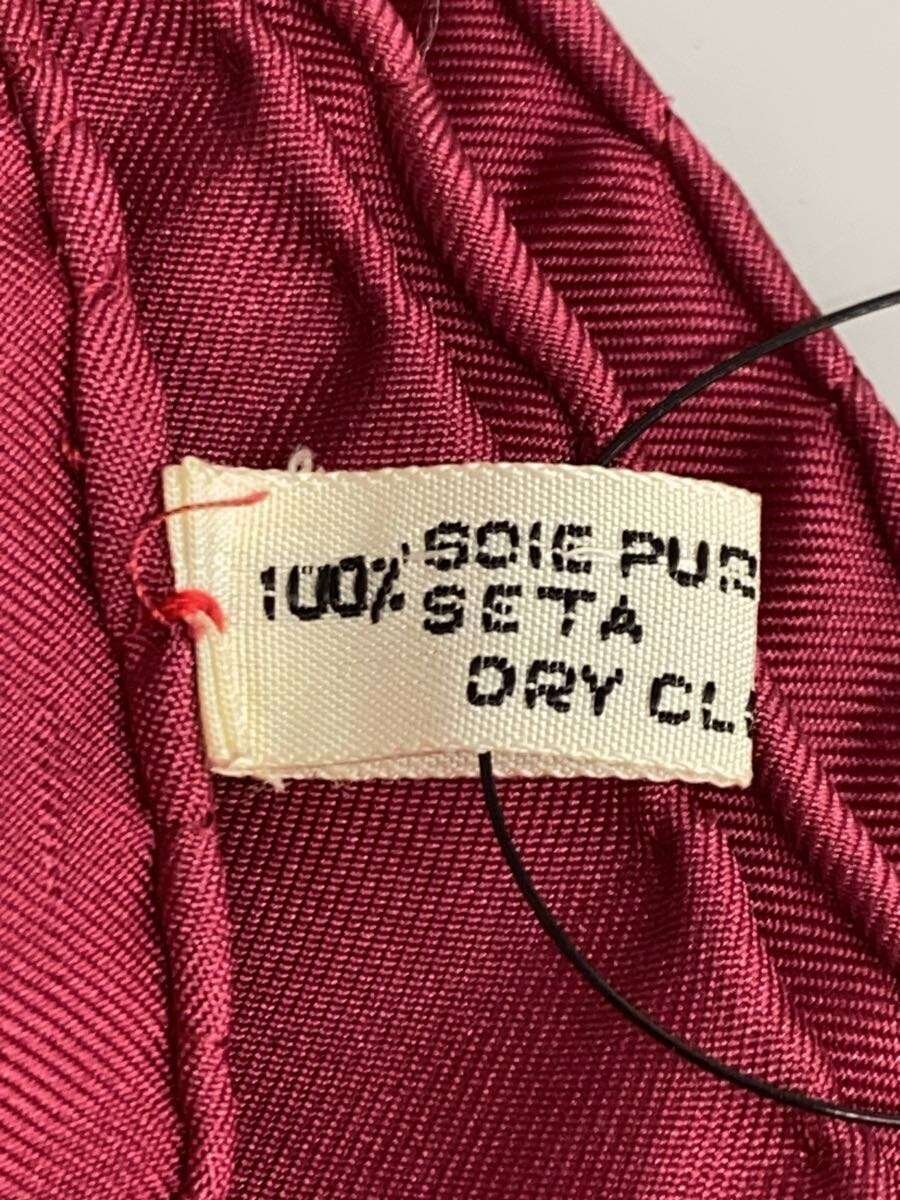 100% SOIE PUR
SETA
DRY CL